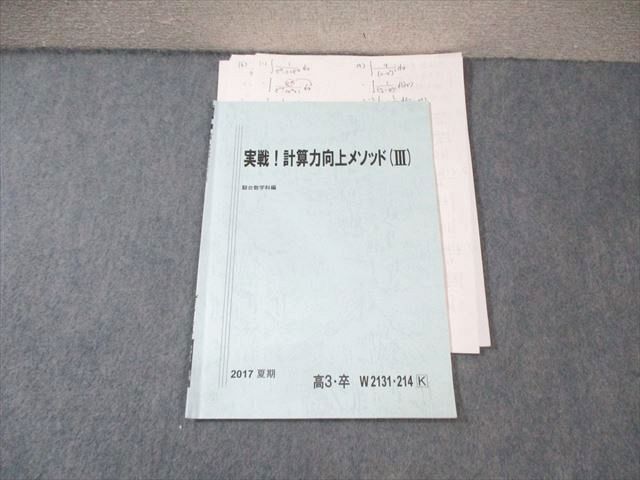 実戦！計算力向上メソッド(Ⅲ)
駿台数学科編
2017 夏期
高3・卒 W2131・214 K